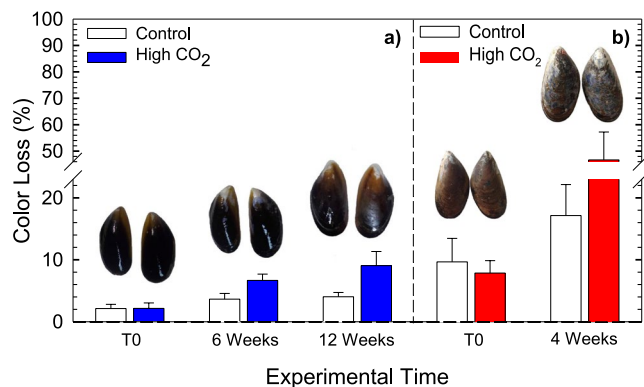 Color Loss (%)
100
90
80
70
60
50
20
10
0
Control
High CO2
a)
Control
High CO2
b)
T0
6 Weeks
12 Weeks
T0
4 Weeks
Experimental Time